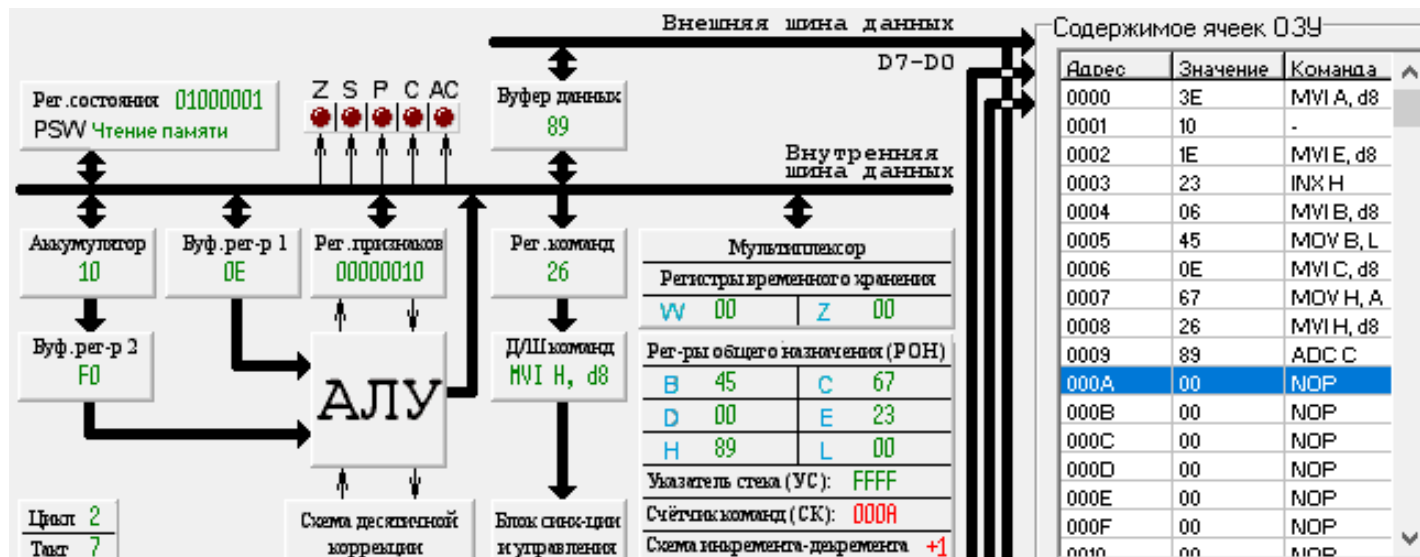 Внешняя шина данных
D7-D0
Содержимое ячеек ОЗУ
Рег.состояния 01000001
PSW Чтение памяти
Z S P C AC
Буфер данных
89
Внутренняя
шина данных
Аккумулятор
10
Буф.рег-р 1
0E
Рег.признаков
00000010
Рег.команд
26
Мультиплексор
Регистры временного хранения
W 00 Z 00
Буф.рег-р 2
F0
АЛУ
Д/Ш команд
MVI H, d8
Рег-ры общего назначения (РОН)
B 45 C 67
D 00 E 23
H 89 L 00
Указатель стека (УС): FFFF
Счётчик команд (СК): 000A
Схема инкремента-декремента +1
Цикл 2
Такт 7
Схема десятичной
коррекции
Блок синх-ции
и управления
Адрес Значение Команда
0000 3E MVI A, d8
0001 10 -
0002 1E MVI E, d8
0003 23 INX H
0004 06 MVI B, d8
0005 45 MOV B, L
0006 0E MVI C, d8
0007 67 MOV H, A
0008 26 MVI H, d8
0009 89 ADC C
000A 00 NOP
000B 00 NOP
000C 00 NOP
000D 00 NOP
000E 00 NOP
000F 00 NOP
0010 00 NOP